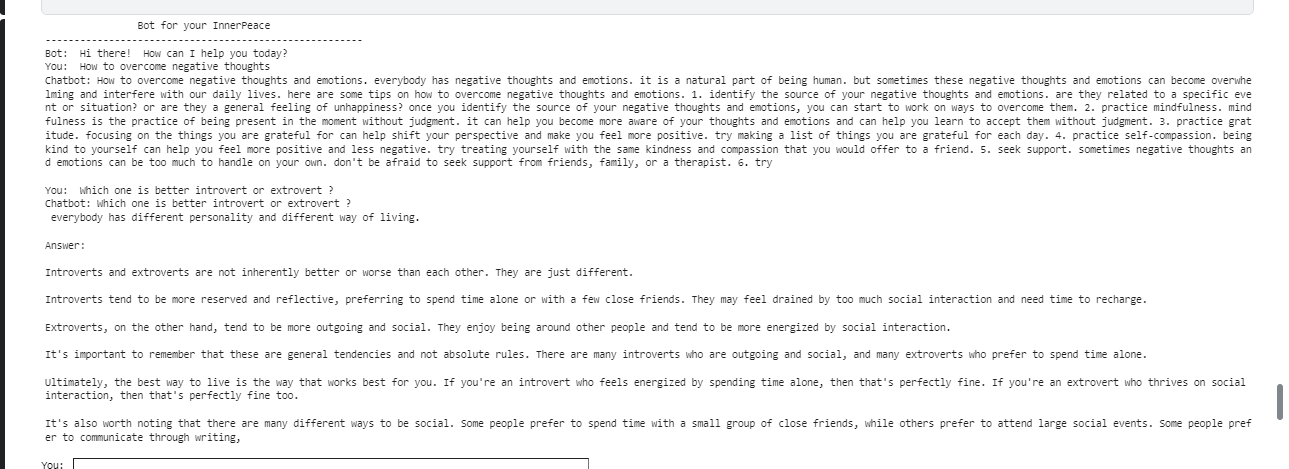 Bot for your InnerPeace
-------------------------------------------------------
Bot:  Hi there!  How can I help you today?
You:  How to overcome negative thoughts
Chatbot: How to overcome negative thoughts and emotions. everybody has negative thoughts and emotions. it is a natural part of being human. but sometimes these negative thoughts and emotions can become overwhe
lming and interfere with our daily lives. here are some tips on how to overcome negative thoughts and emotions. 1. identify the source of your negative thoughts and emotions. are they related to a specific eve
nt or situation? or are they a general feeling of unhappiness? once you identify the source of your negative thoughts and emotions, you can start to work on ways to overcome them. 2. practice mindfulness. mind
fulness is the practice of being present in the moment without judgment. it can help you become more aware of your thoughts and emotions and can help you learn to accept them without judgment. 3. practice grat
itude. focusing on the things you are grateful for can help shift your perspective and make you feel more positive. try making a list of things you are grateful for each day. 4. practice self-compassion. being
kind to yourself can help you feel more positive and less negative. try treating yourself with the same kindness and compassion that you would offer to a friend. 5. seek support. sometimes negative thoughts an
d emotions can be too much to handle on your own. don't be afraid to seek support from friends, family, or a therapist. 6. try
You:  Which one is better introvert or extrovert ?
Chatbot: Which one is better introvert or extrovert ?
everybody has different personality and different way of living.
Answer:
Introverts and extroverts are not inherently better or worse than each other. They are just different.
Introverts tend to be more reserved and reflective, preferring to spend time alone or with a few close friends. They may feel drained by too much social interaction and need time to recharge.
Extroverts, on the other hand, tend to be more outgoing and social. They enjoy being around other people and tend to be more energized by social interaction.
It's important to remember that these are general tendencies and not absolute rules. There are many introverts who are outgoing and social, and many extroverts who prefer to spend time alone.
Ultimately, the best way to live is the way that works best for you. If you're an introvert who feels energized by spending time alone, then that's perfectly fine. If you're an extrovert who thrives on social
interaction, then that's perfectly fine too.
It's also worth noting that there are many different ways to be social. Some people prefer to spend time with a small group of close friends, while others prefer to attend large social events. Some people pref
er to communicate through writing,
You: